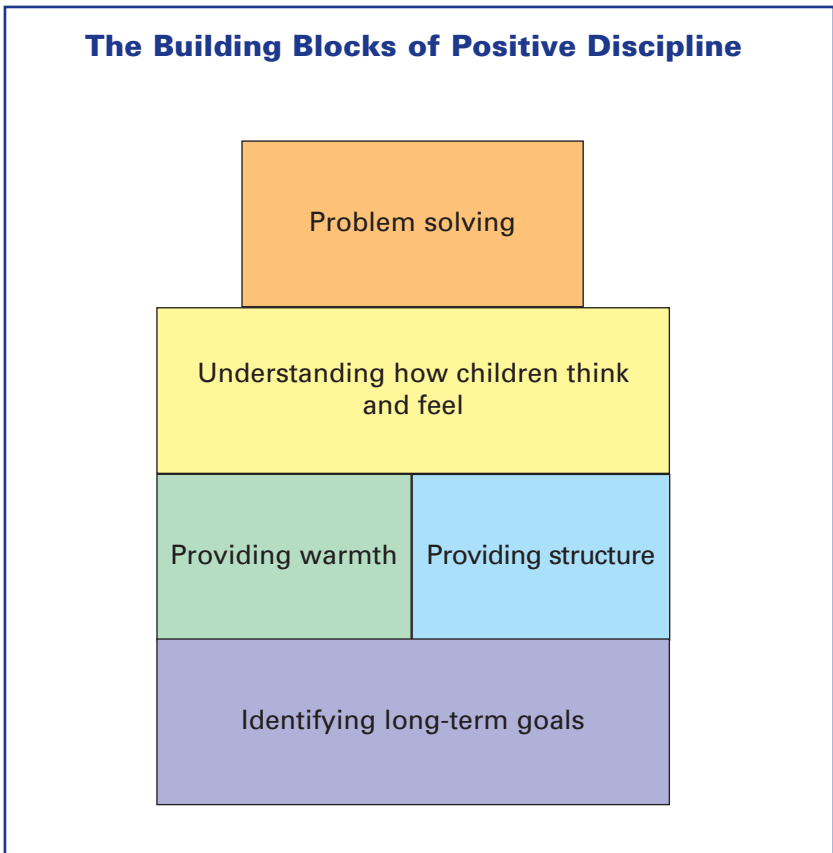 The Building Blocks of Positive Discipline
Problem solving
Understanding how children think
and feel
Providing warmth
Providing structure
Identifying long-term goals